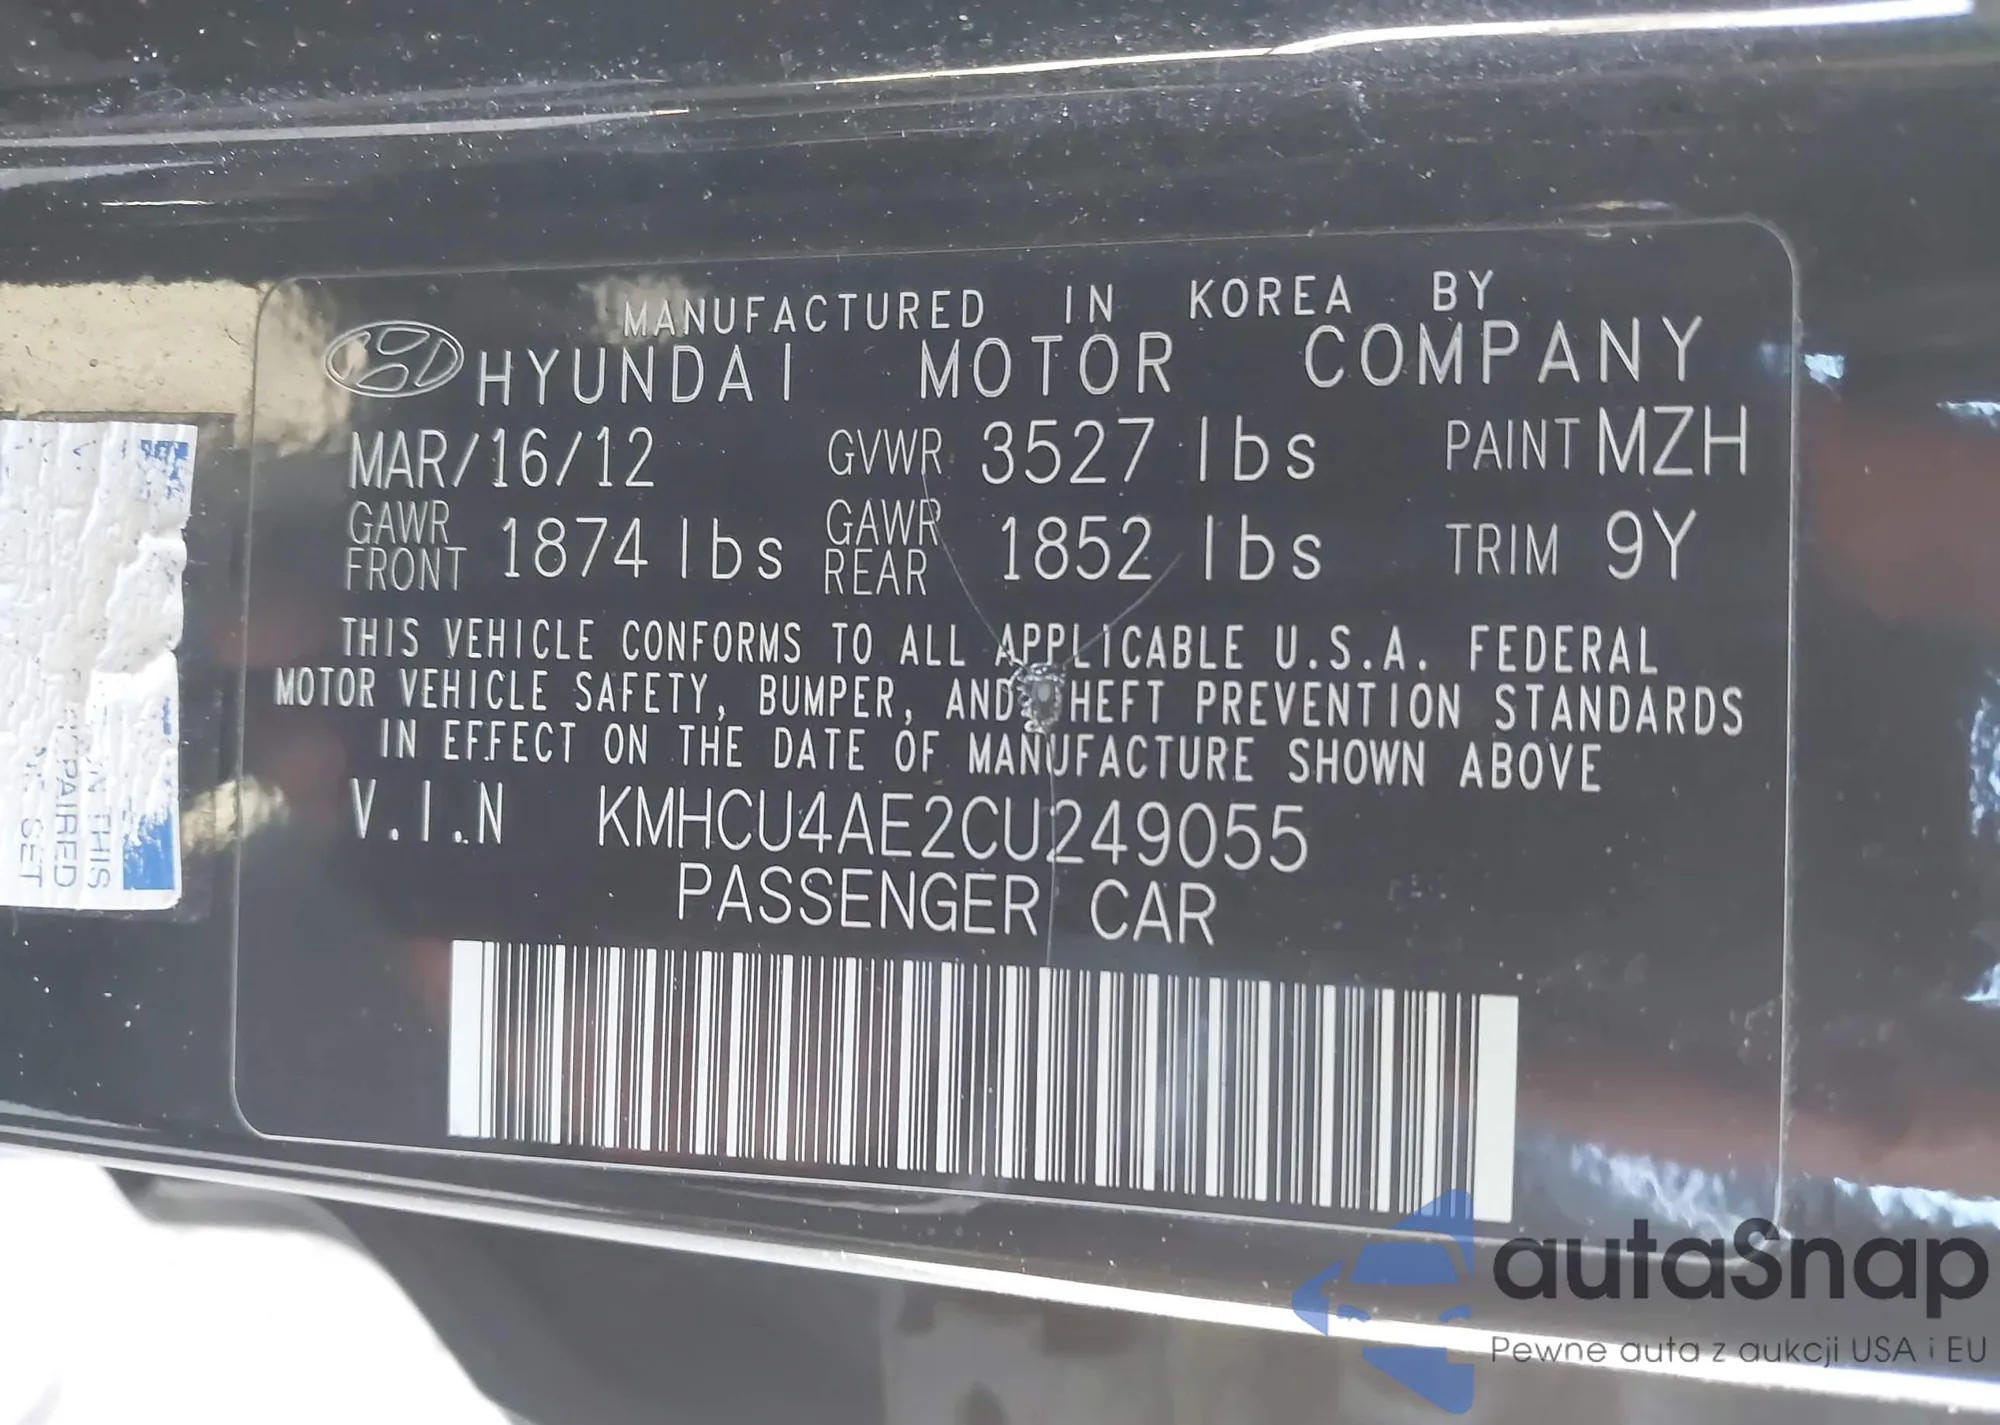 MANUFACTURED IN KOREA BY
HYUNDAI MOTOR COMPANY
MAR/16/12 GVWR 3527 lbs PAINT MZH
GAWR FRONT 1874 lbs GAWR REAR 1852 lbs TRIM 9Y
THIS VEHICLE CONFORMS TO ALL APPLICABLE U.S.A. FEDERAL
MOTOR VEHICLE SAFETY, BUMPER, AND THEFT PREVENTION STANDARDS
IN EFFECT ON THE DATE OF MANUFACTURE SHOWN ABOVE
V.I.N KMHCU4AE2CU249055
PASSENGER CAR
THIS
PAIRED
SET
autaSnap
Pewne auta z aukcji USA i EU